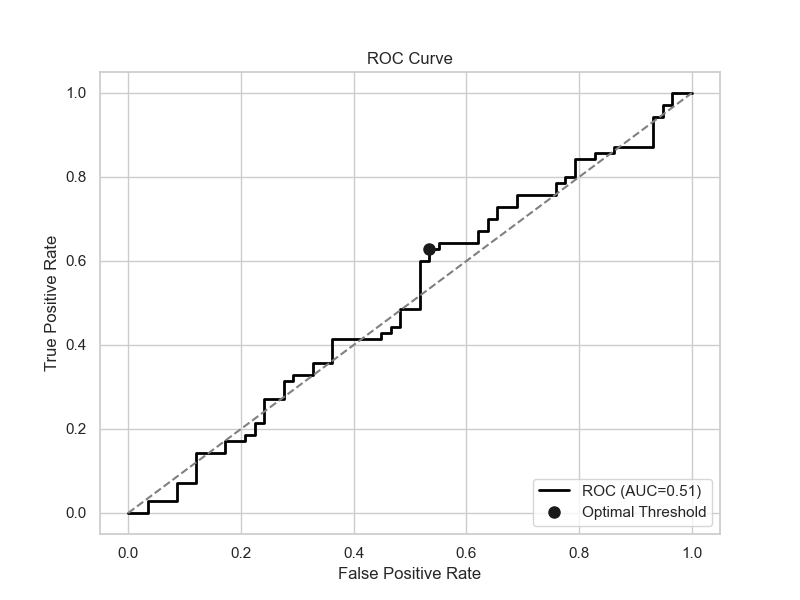 ROC Curve
True Positive Rate
1.0
0.8
0.6
0.4
0.2
0.0
ROC (AUC=0.51)
Optimal Threshold
0.0 0.2 0.4 0.6 0.8 1.0
False Positive Rate